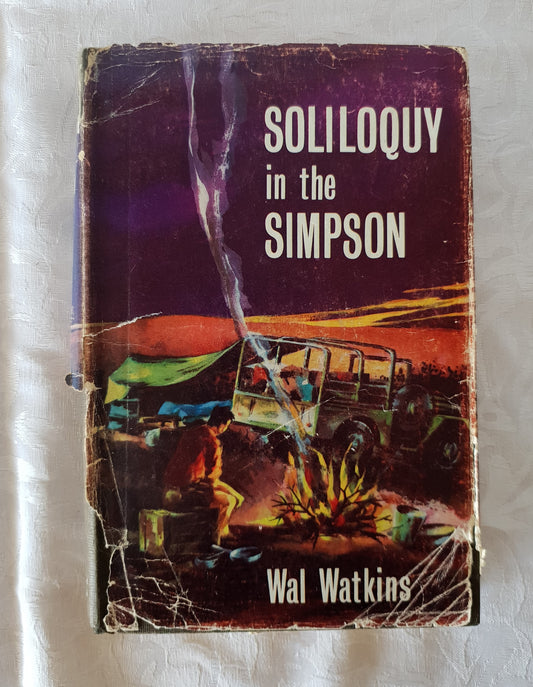 SOLILOQUY
in the
SIMPSON
Wal Watkins